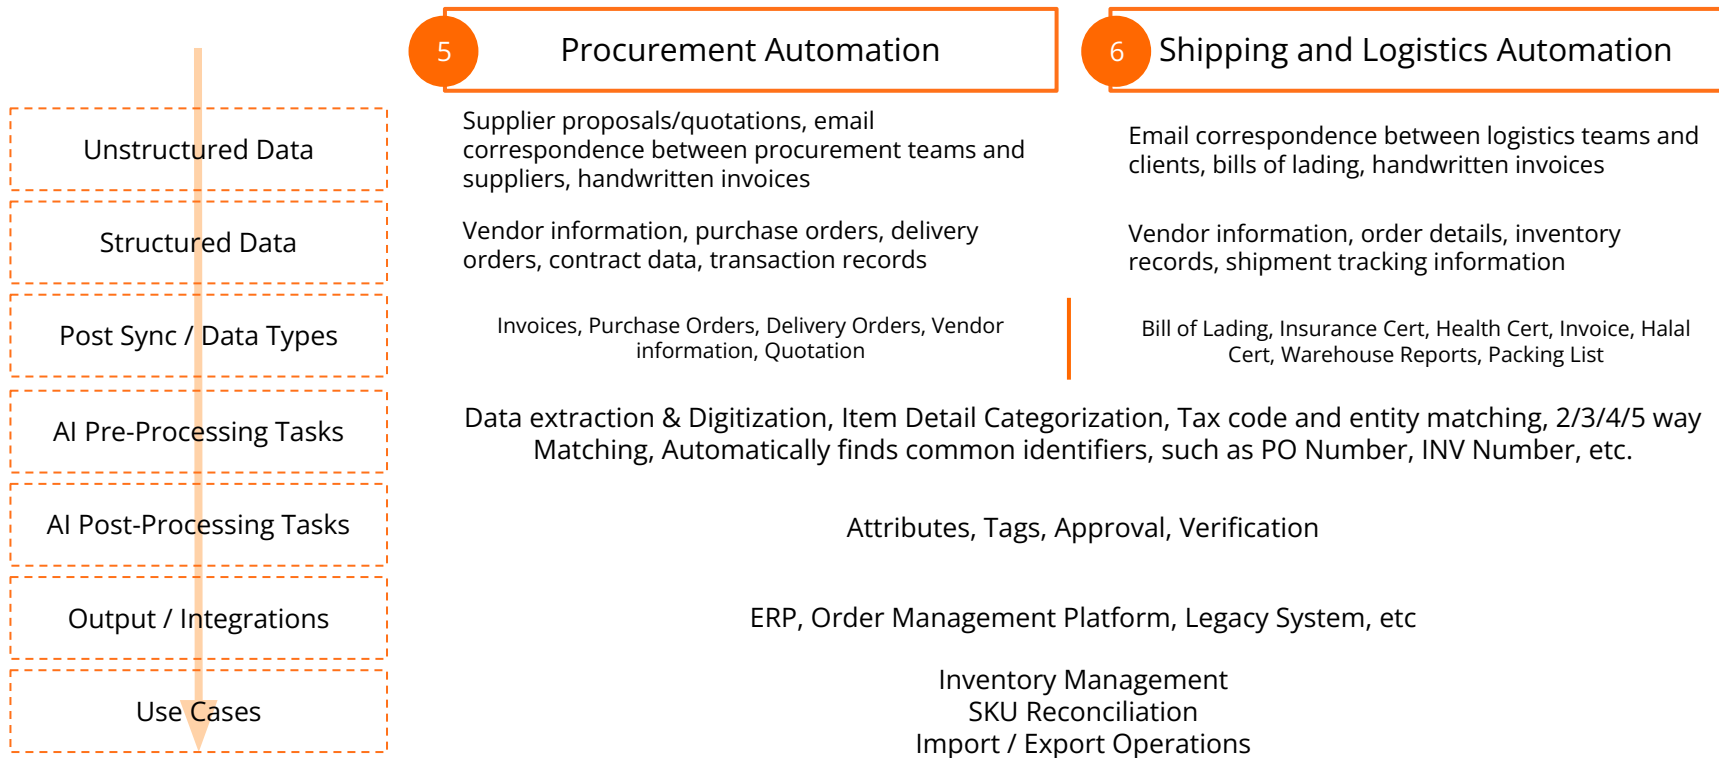 5
Procurement Automation
6
Shipping and Logistics Automation
Unstructured Data
Supplier proposals/quotations, email
correspondence between procurement teams and
suppliers, handwritten invoices
Email correspondence between logistics teams and
clients, bills of lading, handwritten invoices
Structured Data
Vendor information, purchase orders, delivery
orders, contract data, transaction records
Vendor information, order details, inventory
records, shipment tracking information
Post Sync / Data Types
Invoices, Purchase Orders, Delivery Orders, Vendor
information, Quotation
Bill of Lading, Insurance Cert, Health Cert, Invoice, Halal
Cert, Warehouse Reports, Packing List
AI Pre-Processing Tasks
Data extraction & Digitization, Item Detail Categorization, Tax code and entity matching, 2/3/4/5 way
Matching, Automatically finds common identifiers, such as PO Number, INV Number, etc.
AI Post-Processing Tasks
Attributes, Tags, Approval, Verification
Output / Integrations
ERP, Order Management Platform, Legacy System, etc
Use Cases
Inventory Management
SKU Reconciliation
Import / Export Operations